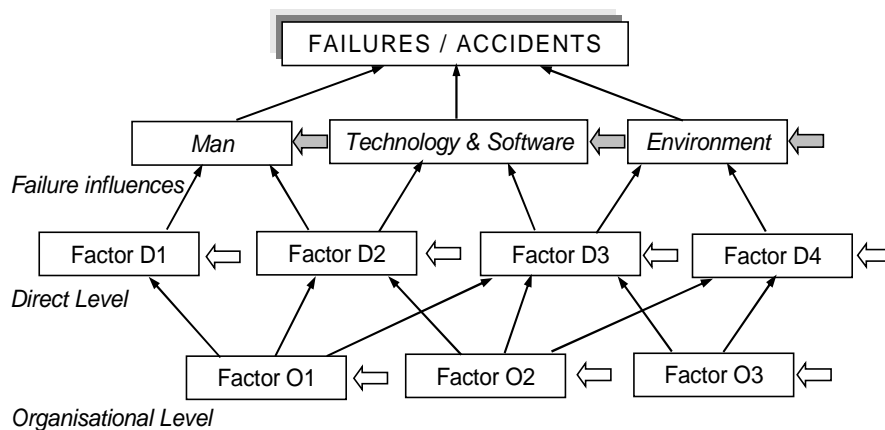 FAILURES / ACCIDENTS
Man
Technology & Software
Environment
Failure influences
Factor D1
Factor D2
Factor D3
Factor D4
Direct Level
Factor O1
Factor O2
Factor O3
Organisational Level